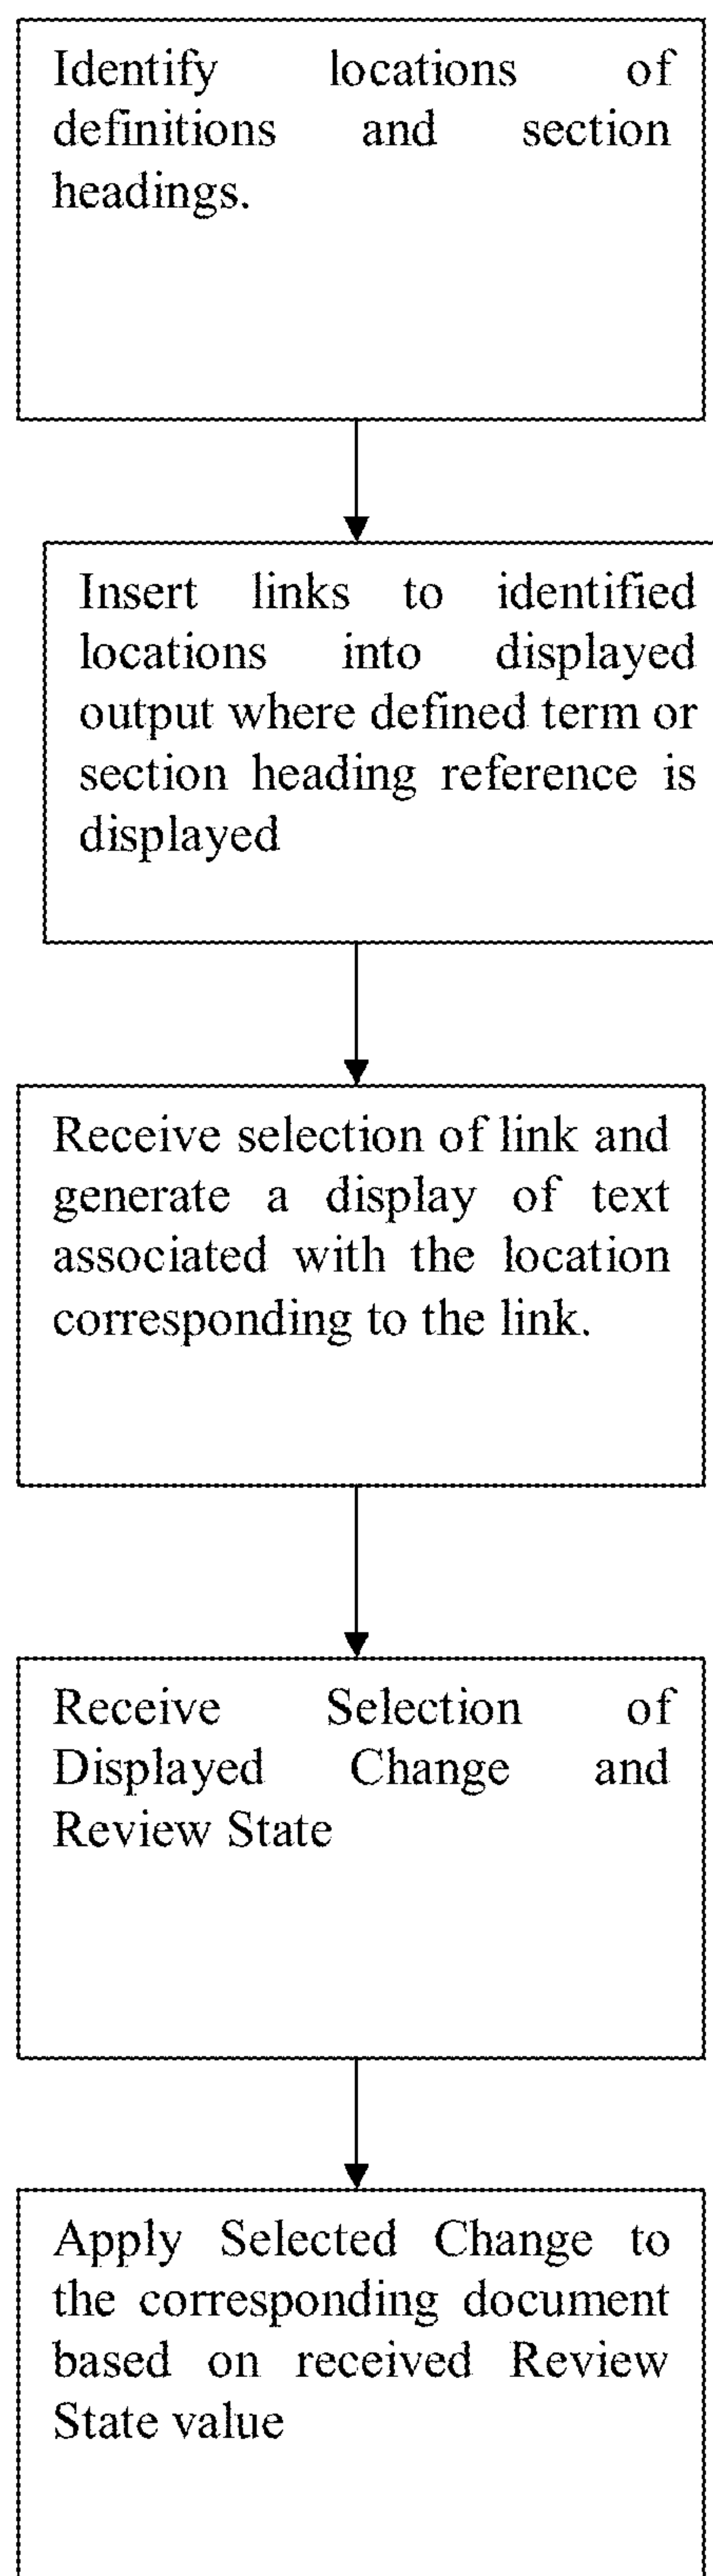 Identify locations of
definitions and section
headings.
Insert links to identified
locations into displayed
output where defined term or
section heading reference is
displayed
Receive selection of link and
generate a display of text
associated with the location
corresponding to the link.
Receive Selection of
Displayed Change and
Review State
Apply Selected Change to
the corresponding document
based on received Review
State value